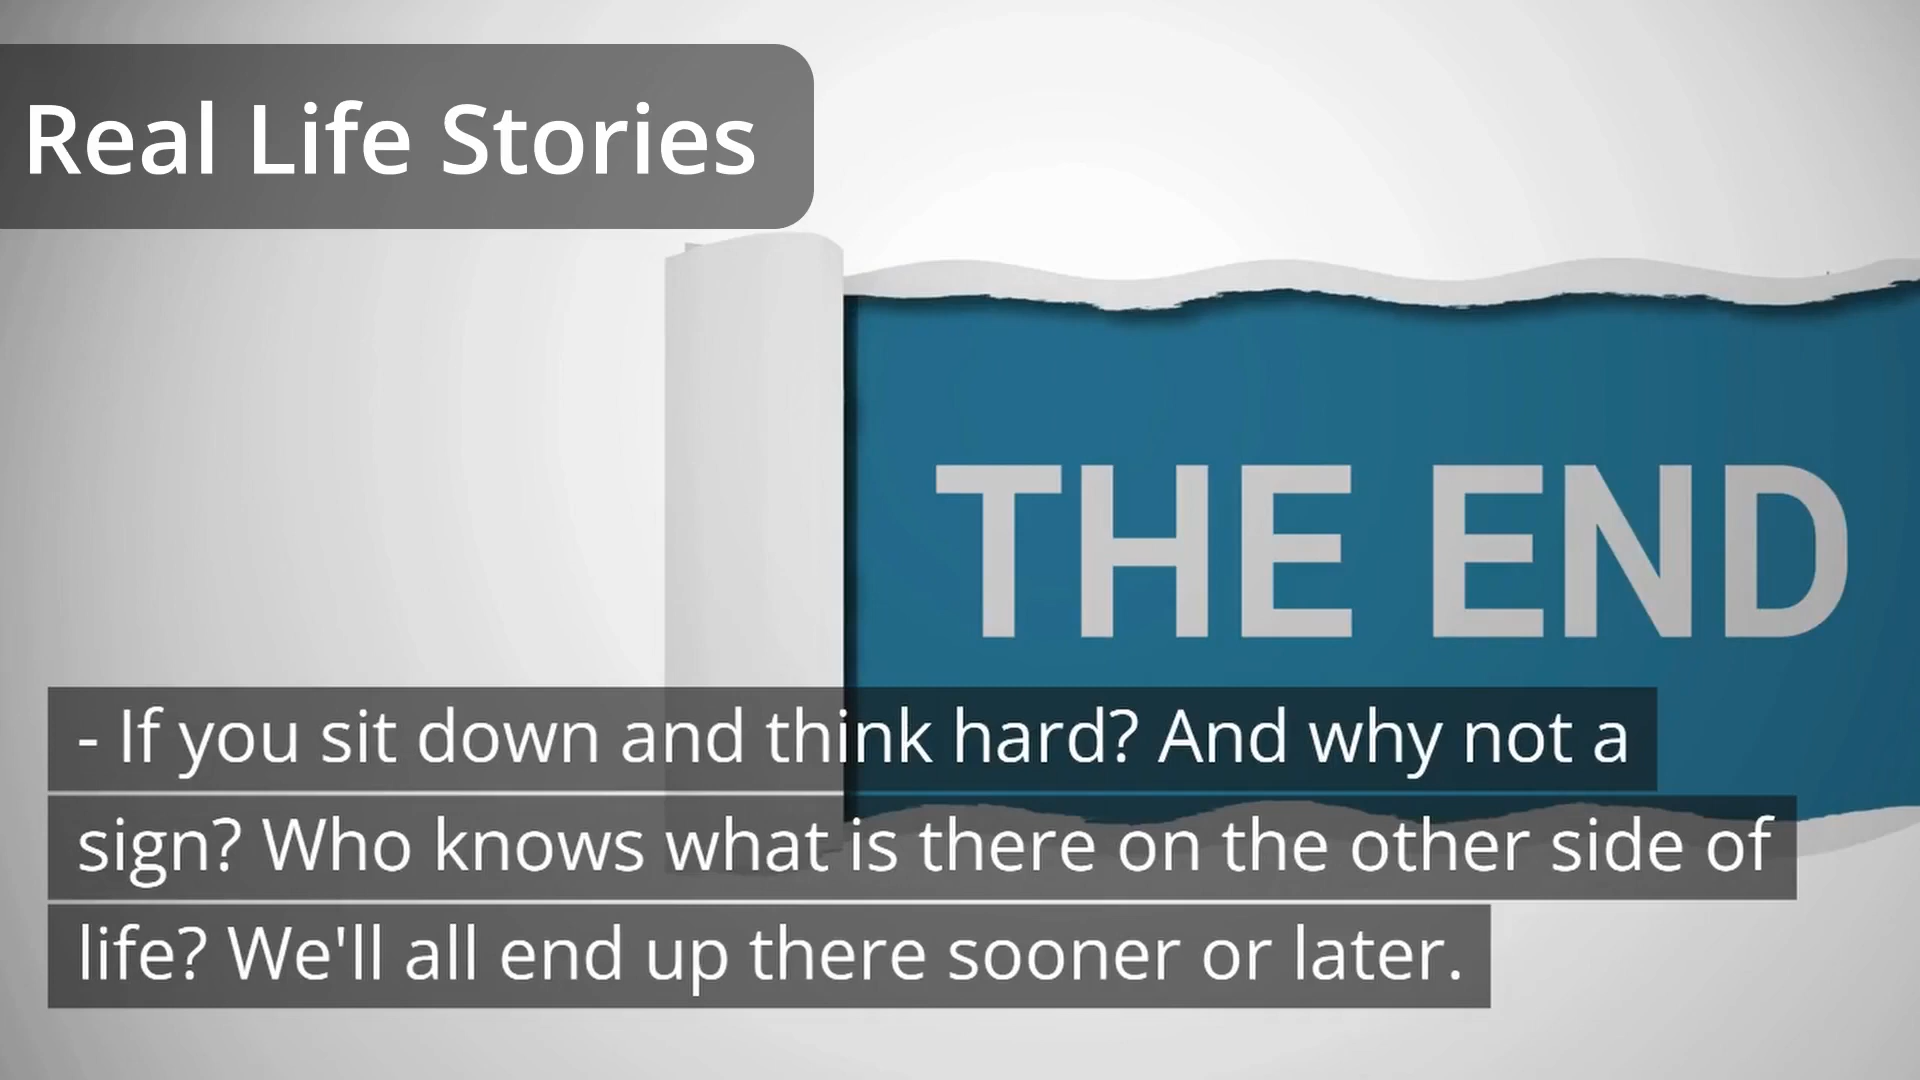 Real Life Stories
THE END
- If you sit down and think hard? And why not a
sign? Who knows what is there on the other side of
life? We'll all end up there sooner or later.